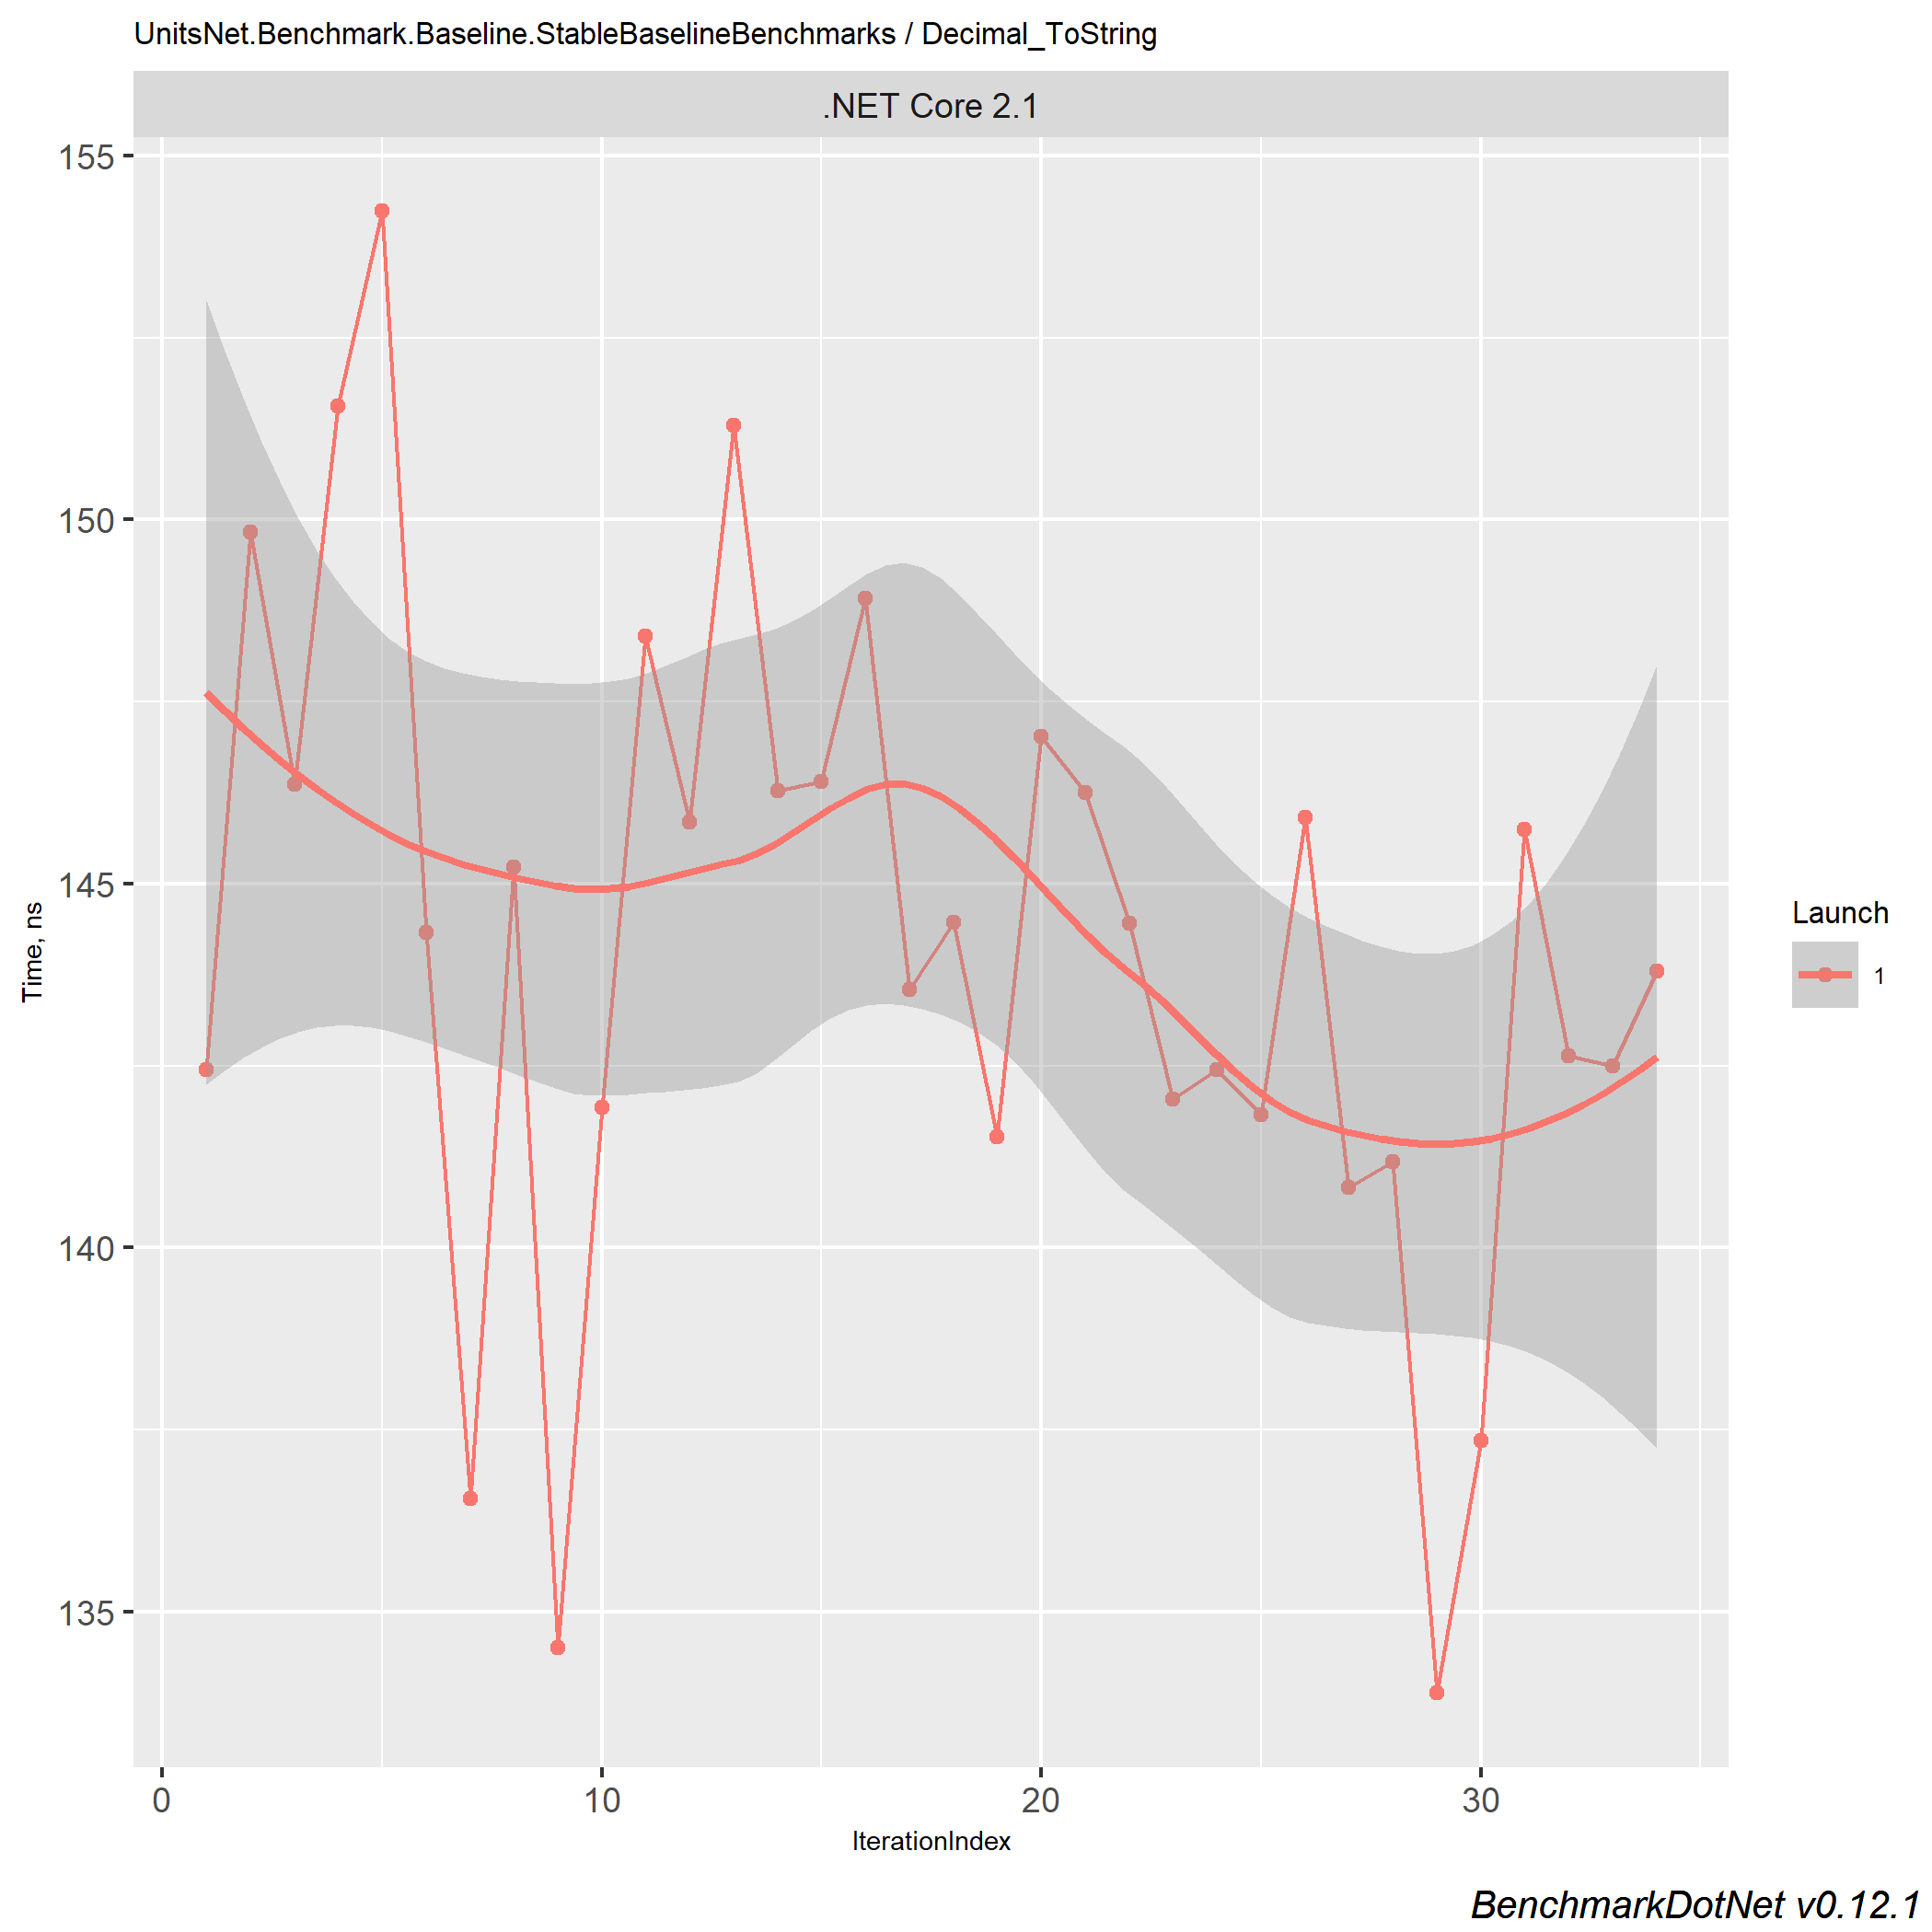 UnitsNet.Benchmark.Baseline.StableBaselineBenchmarks / Decimal_ToString
.NET Core 2.1
155
150
145
140
135
Time, ns
0 10 20 30
IterationIndex
Launch
1
BenchmarkDotNet v0.12.1